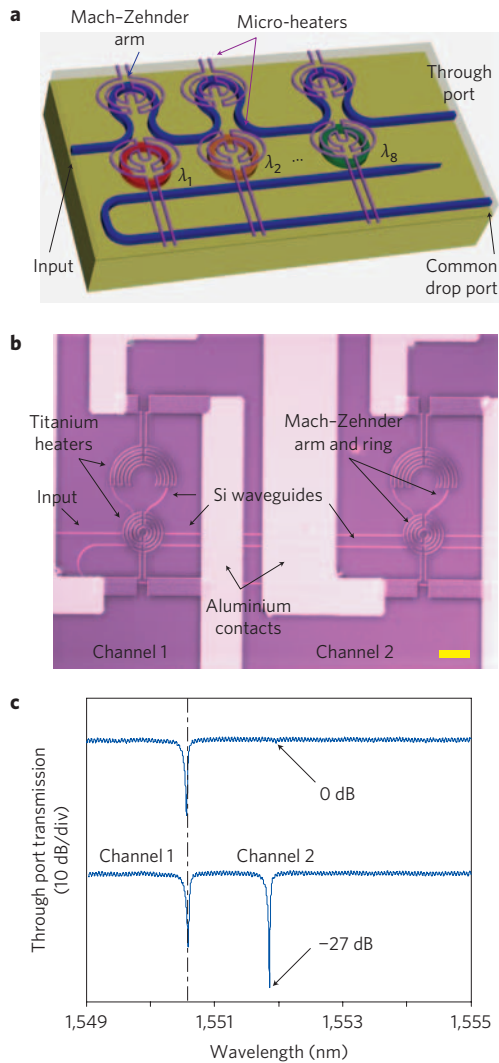 a
Mach–Zehnder
arm
Micro-heaters
Through
port
λ1
λ2
...
λ8
Input
Common
drop port
b
Titanium
heaters
Mach–Zehnder
arm and ring
Input
Si waveguides
Aluminium
contacts
Channel 1
Channel 2
c
Through port transmission
(10 dB/div)
0 dB
Channel 1
Channel 2
−27 dB
1,549
1,551
1,553
1,555
Wavelength (nm)